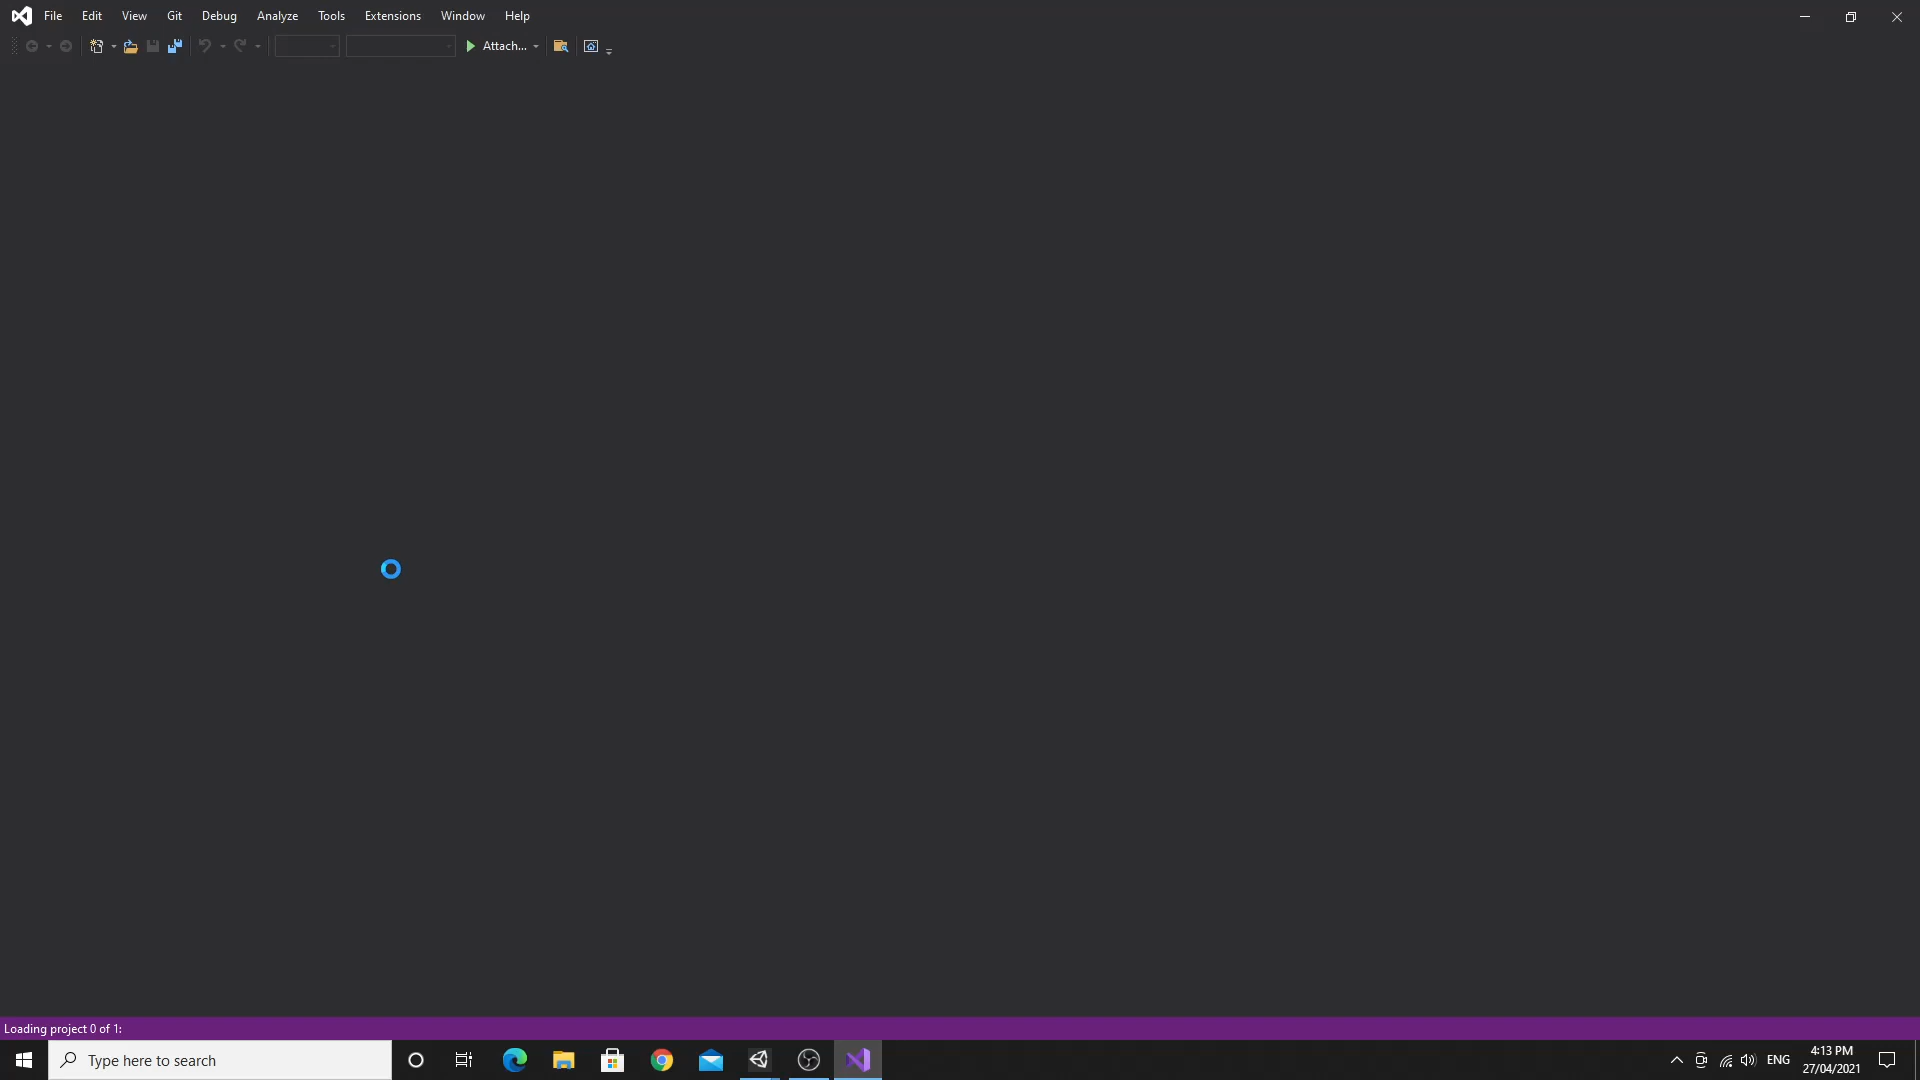 File Edit View Git Debug Analyze Tools Extensions Window Help
Attach...
Loading project 0 of 1:
Type here to search
ENG
4:13 PM
27/04/2021